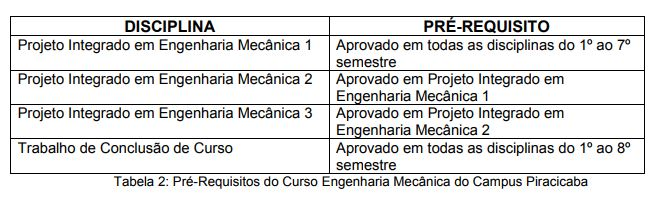 DISCIPLINA PRÉ-REQUISITO
Projeto Integrado em Engenharia Mecânica 1 Aprovado em todas as disciplinas do 1º ao 7º
semestre
Projeto Integrado em Engenharia Mecânica 2 Aprovado em Projeto Integrado em
Engenharia Mecânica 1
Projeto Integrado em Engenharia Mecânica 3 Aprovado em Projeto Integrado em
Engenharia Mecânica 2
Trabalho de Conclusão de Curso Aprovado em todas as disciplinas do 1º ao 8º
semestre
Tabela 2: Pré-Requisitos do Curso Engenharia Mecânica do Campus Piracicaba